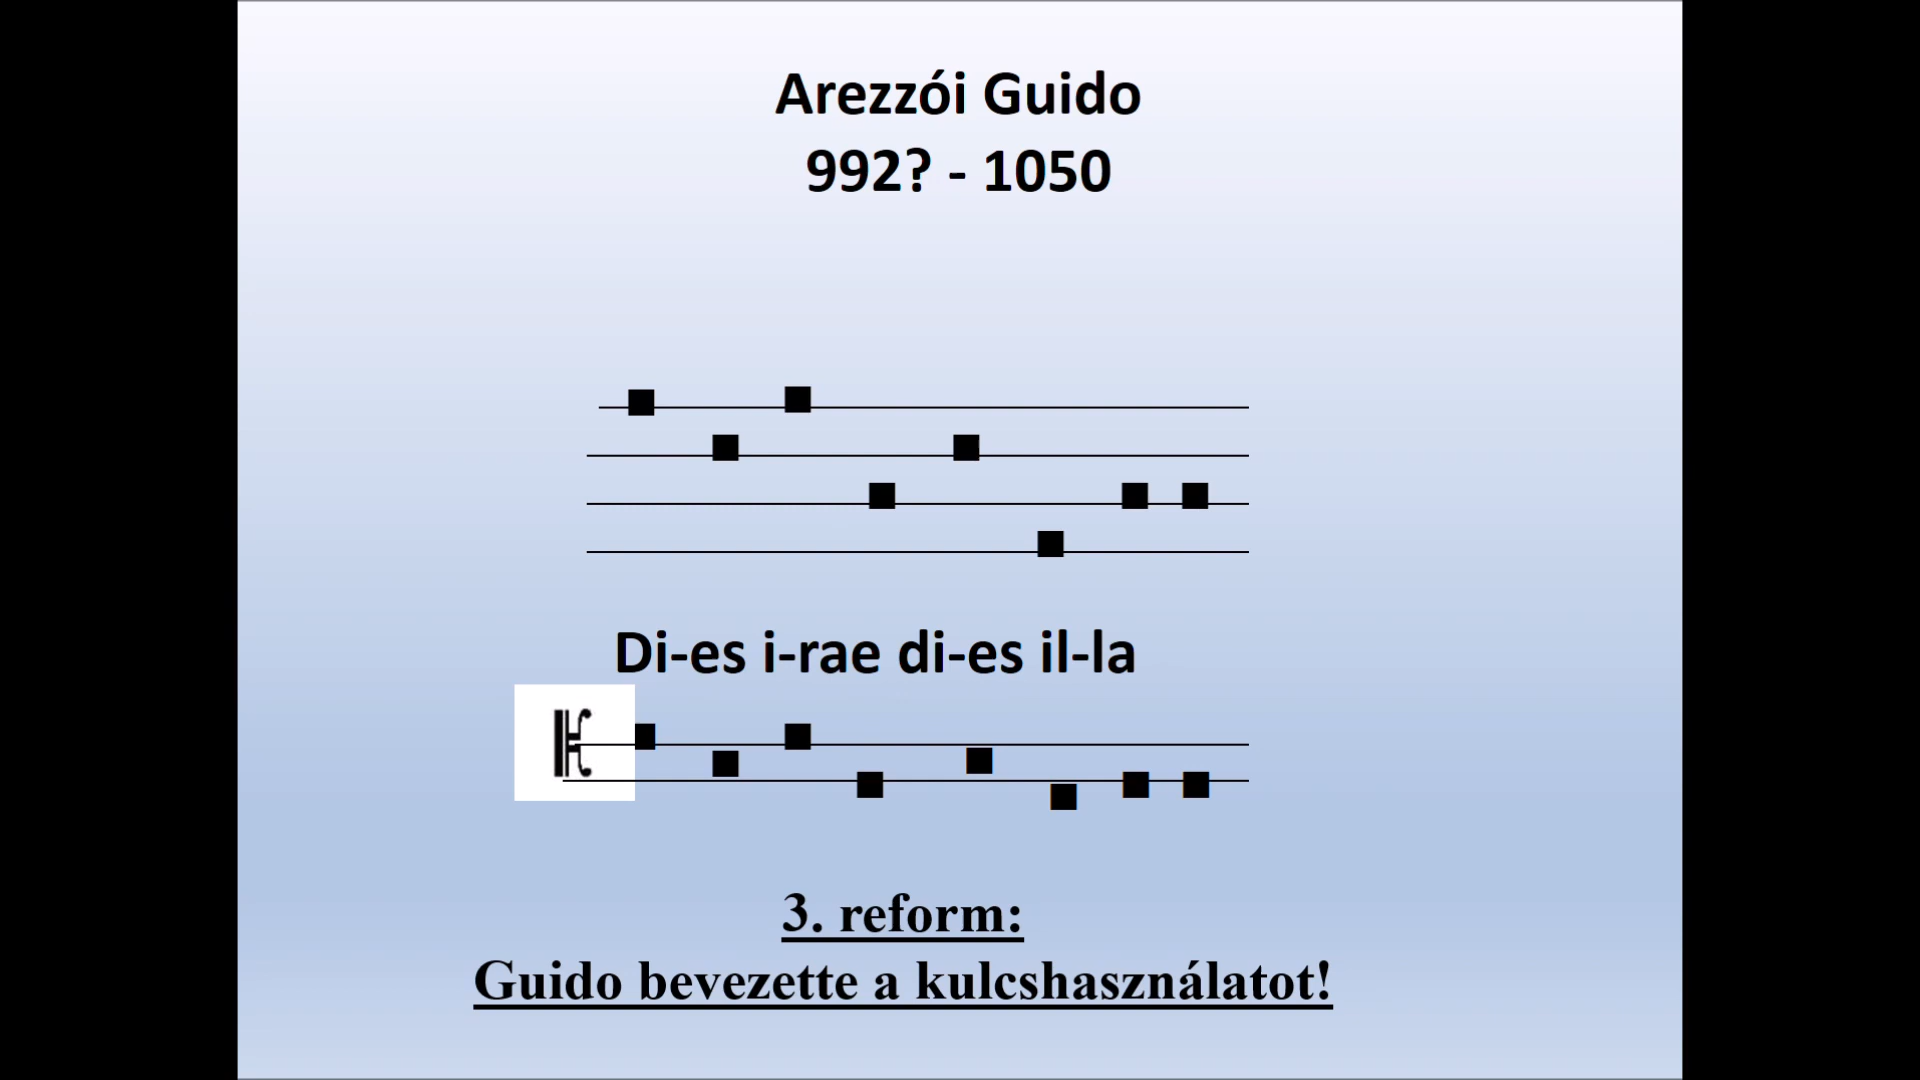 Arezzói Guido
992? - 1050
Di-es i-rae di-es il-la
3. reform:
Guido bevezette a kulcshasználatot!